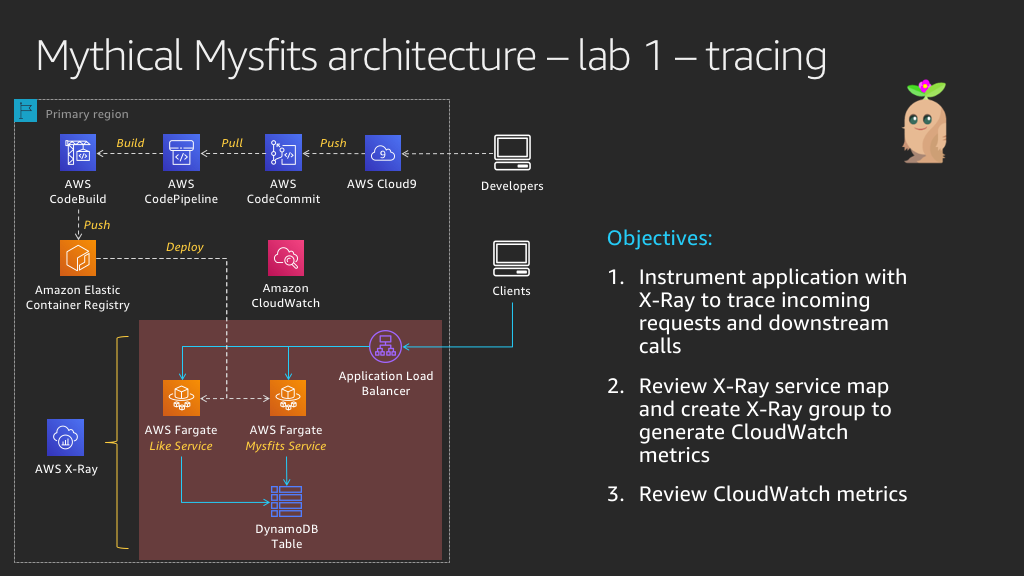 Mythical Mysfits architecture – lab 1 – tracing
Primary region
Build
Pull
Push
9
AWS
CodeBuild
AWS
CodePipeline
AWS
CodeCommit
AWS Cloud9
Developers
Push
Deploy
Amazon Elastic
Container Registry
Amazon
CloudWatch
Clients
Application Load
Balancer
AWS Fargate
Like Service
AWS Fargate
Mysfits Service
AWS X-Ray
DynamoDB
Table
Objectives:
1. Instrument application with
X-Ray to trace incoming
requests and downstream
calls
2. Review X-Ray service map
and create X-Ray group to
generate CloudWatch
metrics
3. Review CloudWatch metrics